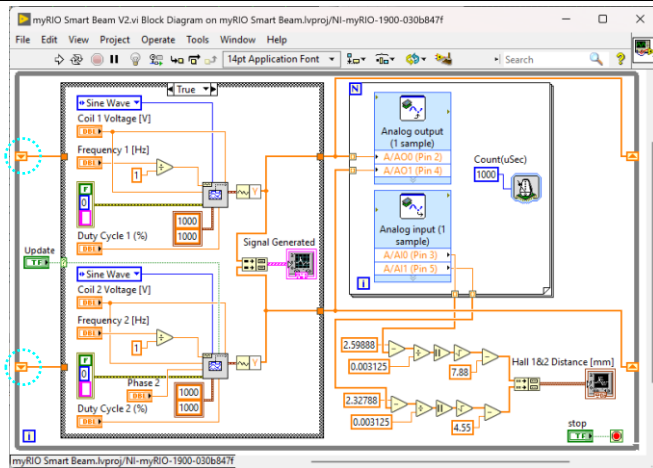 myRIO Smart Beam V2.vi Block Diagram on myRIO Smart Beam.lvproj/NI-myRIO-1900-030b847f
File Edit View Project Operate Tools Window Help
14pt Application Font
Search
True
N
Sine Wave
Coil 1 Voltage [V]
DBL
Frequency 1 [Hz]
DBL
1
0
1000
1000
Duty Cycle 1 (%)
DBL
Update
TF
Signal Generated
Sine Wave
Coil 2 Voltage [V]
DBL
Frequency 2 [Hz]
DBL
1
0
Phase 2
DBL
1000
1000
Duty Cycle 2 (%)
DBL
i
Analog output
(1 sample)
A/AO0 (Pin 2)
A/AO1 (Pin 4)
Count(uSec)
1000
Analog input (1
sample)
A/AI0 (Pin 3)
A/AI1 (Pin 5)
i
2.59888
0.003125
7.88
Hall 1&2 Distance [mm]
2.32788
0.003125
4.55
stop
TF
myRIO Smart Beam.lvproj/NI-myRIO-1900-030b847f